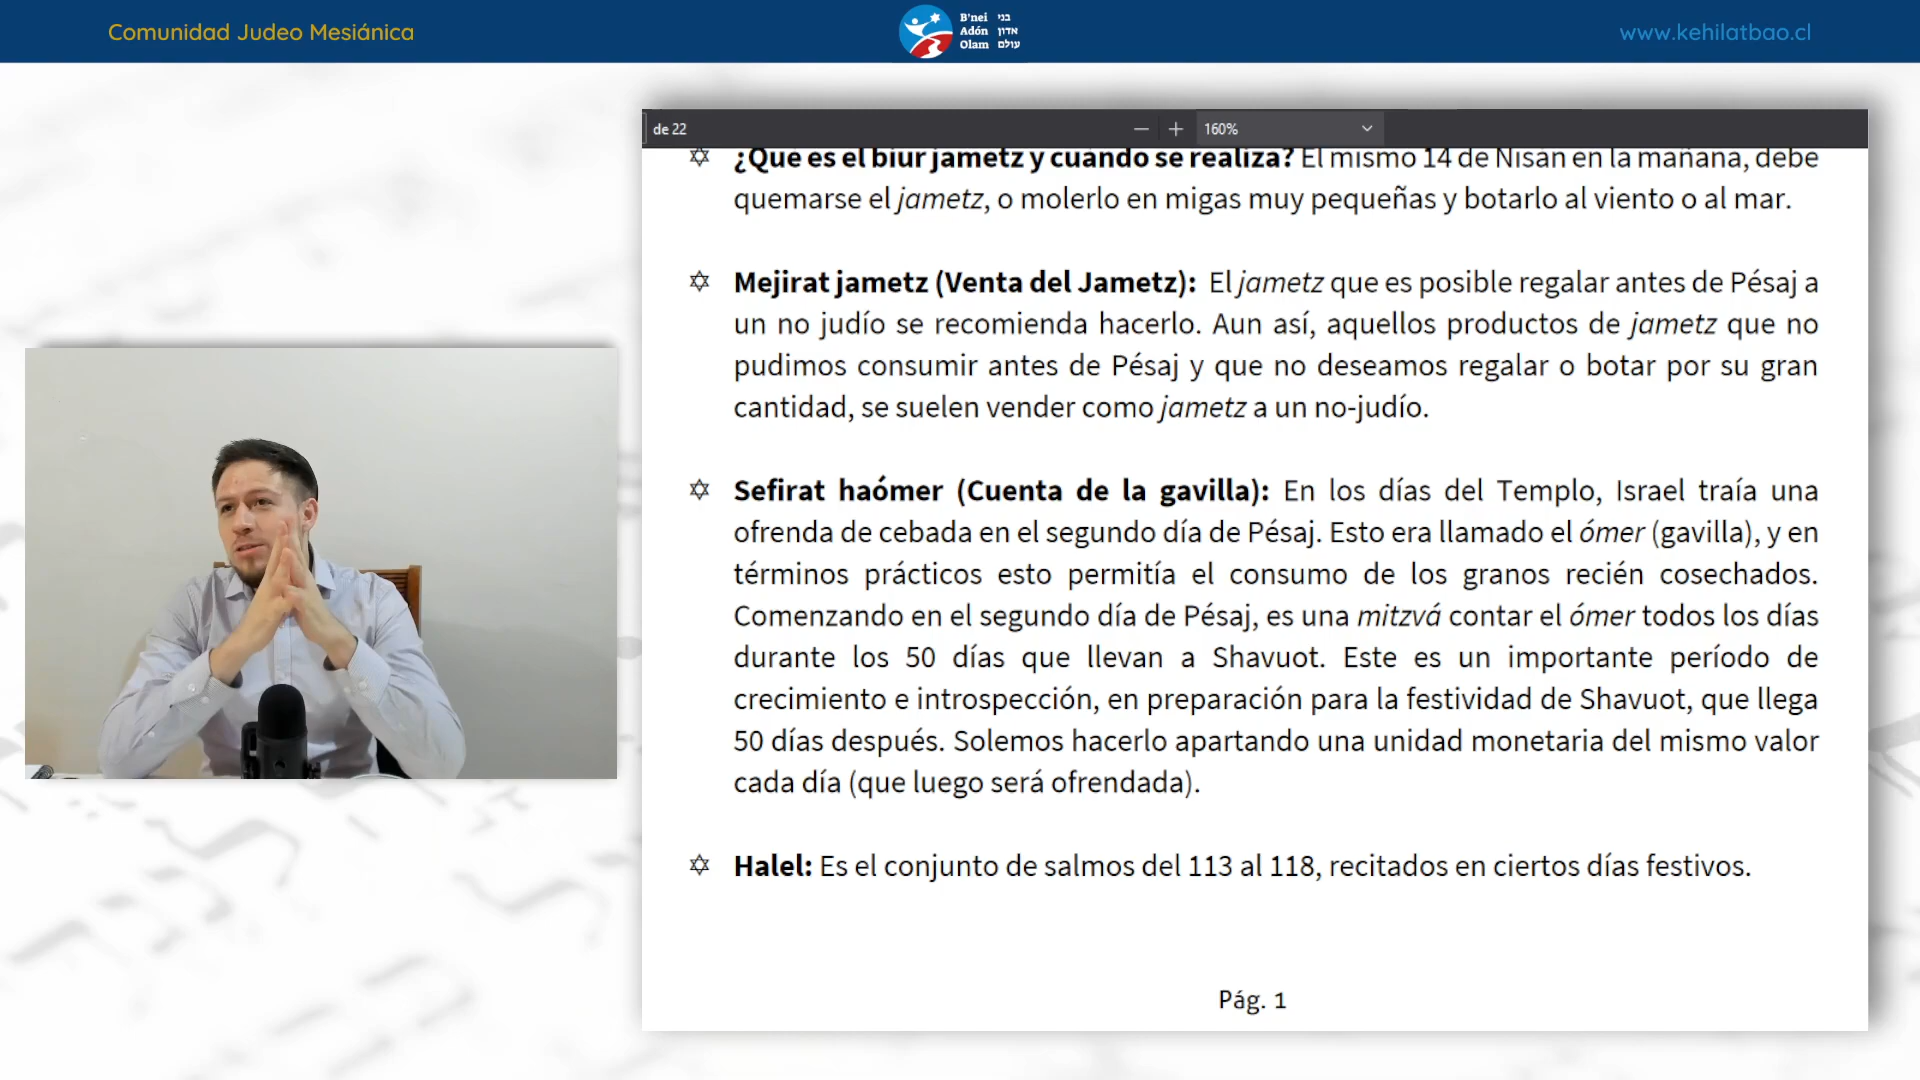 Comunidad Judeo Mesiánica
B'nei
Adón
Olam
בני
אדון
עולם
www.kehilatbao.cl
de 22
160%
¿Qué es el biur jametz y cuándo se realiza? El mismo 14 de Nisán en la mañana, debe
quemarse el jametz, o molerlo en migas muy pequeñas y botarlo al viento o al mar.
Mejirat jametz (Venta del Jametz): El jametz que es posible regalar antes de Pésaj a
un no judío se recomienda hacerlo. Aun así, aquellos productos de jametz que no
pudimos consumir antes de Pésaj y que no deseamos regalar o botar por su gran
cantidad, se suelen vender como jametz a un no-judío.
Sefirat haómer (Cuenta de la gavilla): En los días del Templo, Israel traía una
ofrenda de cebada en el segundo día de Pésaj. Esto era llamado el ómer (gavilla), y en
términos prácticos esto permitía el consumo de los granos recién cosechados.
Comenzando en el segundo día de Pésaj, es una mitzvá contar el ómer todos los días
durante los 50 días que llevan a Shavuot. Este es un importante período de
crecimiento e introspección, en preparación para la festividad de Shavuot, que llega
50 días después. Solemos hacerlo apartando una unidad monetaria del mismo valor
cada día (que luego será ofrendada).
Halel: Es el conjunto de salmos del 113 al 118, recitados en ciertos días festivos.
Pág. 1